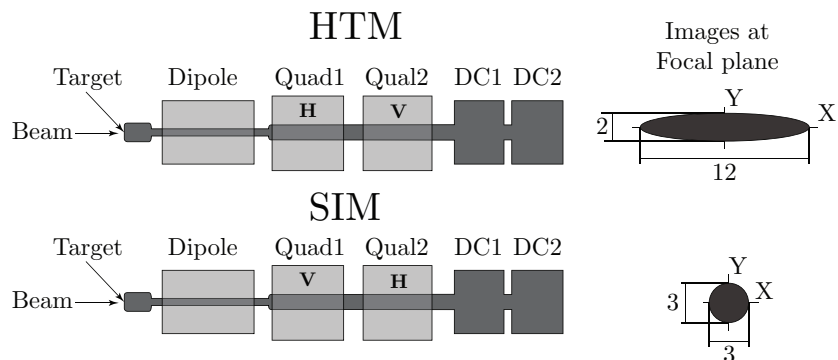 HTM
Target
Dipole
Quad1
Qual2
DC1
DC2
H
V
Beam
Images at
Focal plane
Y
X
2
12
SIM
Target
Dipole
Quad1
Qual2
DC1
DC2
V
H
Beam
Y
X
3
3